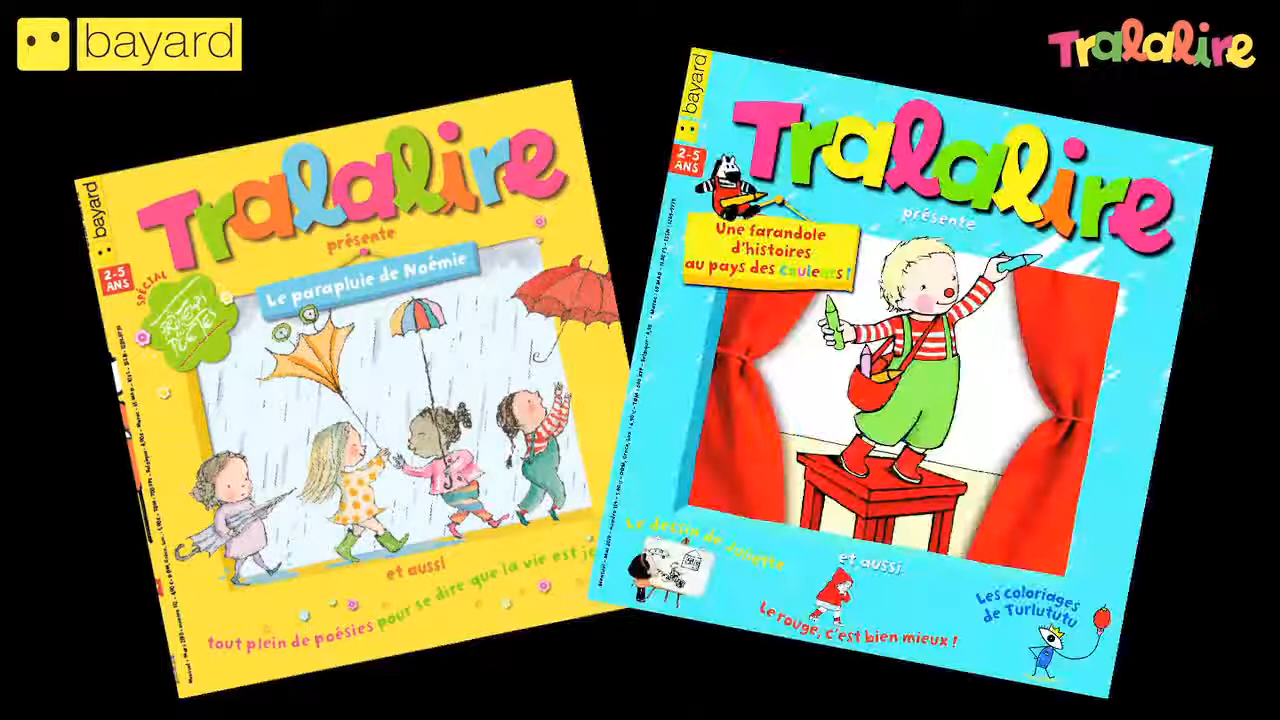 bayard
Tralalire
bayard
2-5
ANS
Tralalire
présente
SPÉCIAL
Le parapluie de Noémie
et aussi
tout plein de poésies pour se dire que la vie est
bayard
2-5
ANS
Tralalire
présente
Une farandole
d'histoires
au pays des couleurs !
Le dessin de Juliette
et aussi
Le rouge, c'est bien mieux !
Les coloriages
de Turlututu